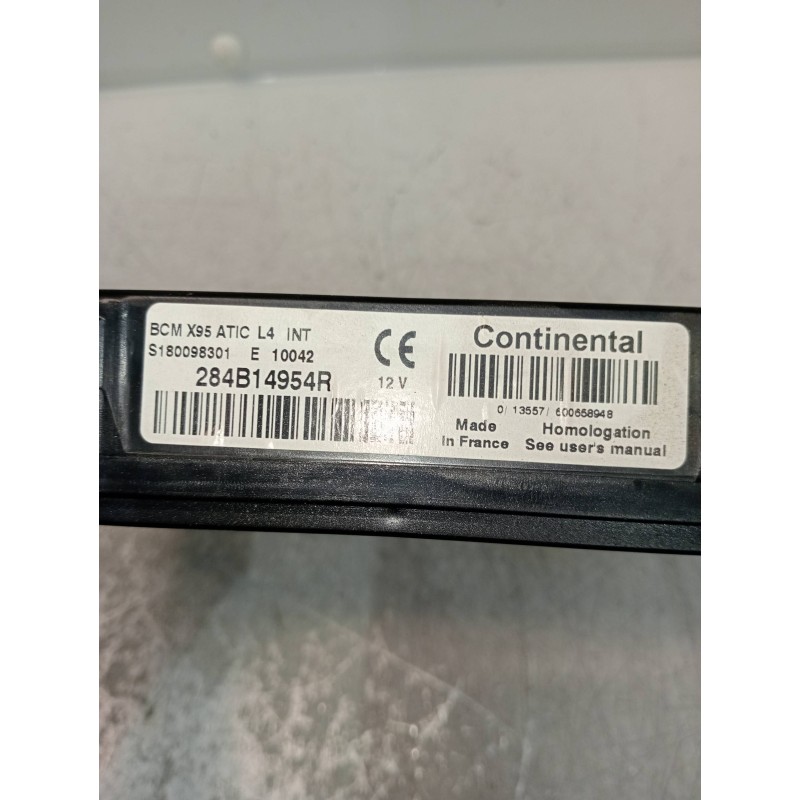 BCM X95 ATIC L4 INT
S180098301 E 10042
284B14954R
CE
12 V
Continental
0/ 13557/ 600658948
Made
In France
Homologation
See user's manual